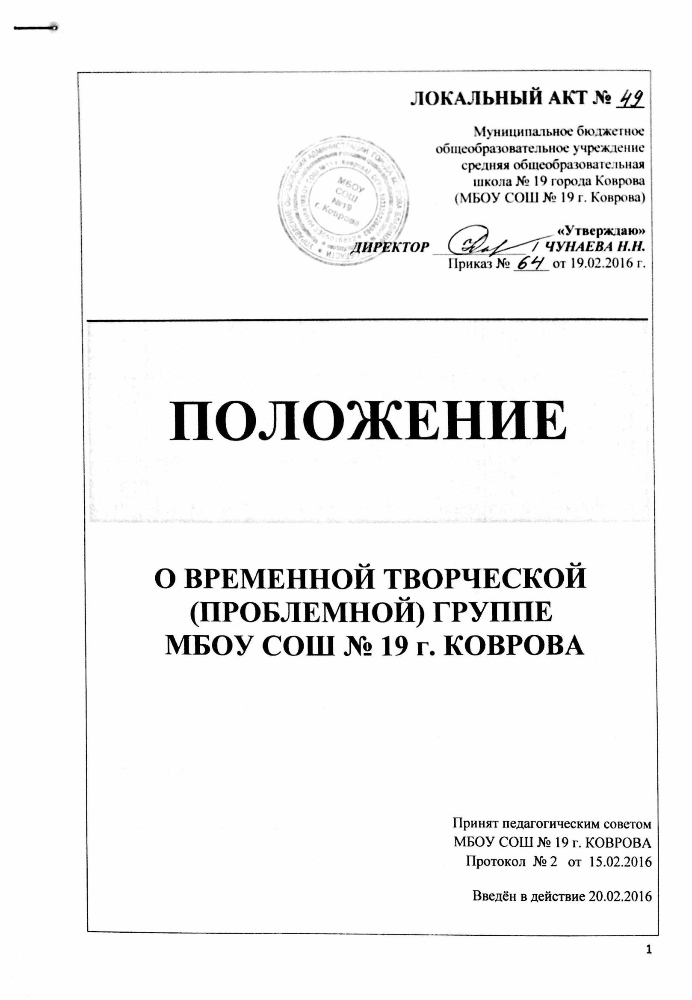 ЛОКАЛЬНЫЙ АКТ № 49
Муниципальное бюджетное
общеобразовательное учреждение
средняя общеобразовательная
школа № 19 города Коврова
(МБОУ СОШ № 19 г. Коврова)
МБОУ
СОШ
№19
г. Коврова
«Утверждаю»
ДИРЕКТОР / ЧУНАЕВА Н.Н.
Приказ № 64 от 19.02.2016 г.
ПОЛОЖЕНИЕ
О ВРЕМЕННОЙ ТВОРЧЕСКОЙ
(ПРОБЛЕМНОЙ) ГРУППЕ
МБОУ СОШ № 19 г. КОВРОВА
Принят педагогическим советом
МБОУ СОШ № 19 г. КОВРОВА
Протокол № 2 от 15.02.2016
Введён в действие 20.02.2016
1